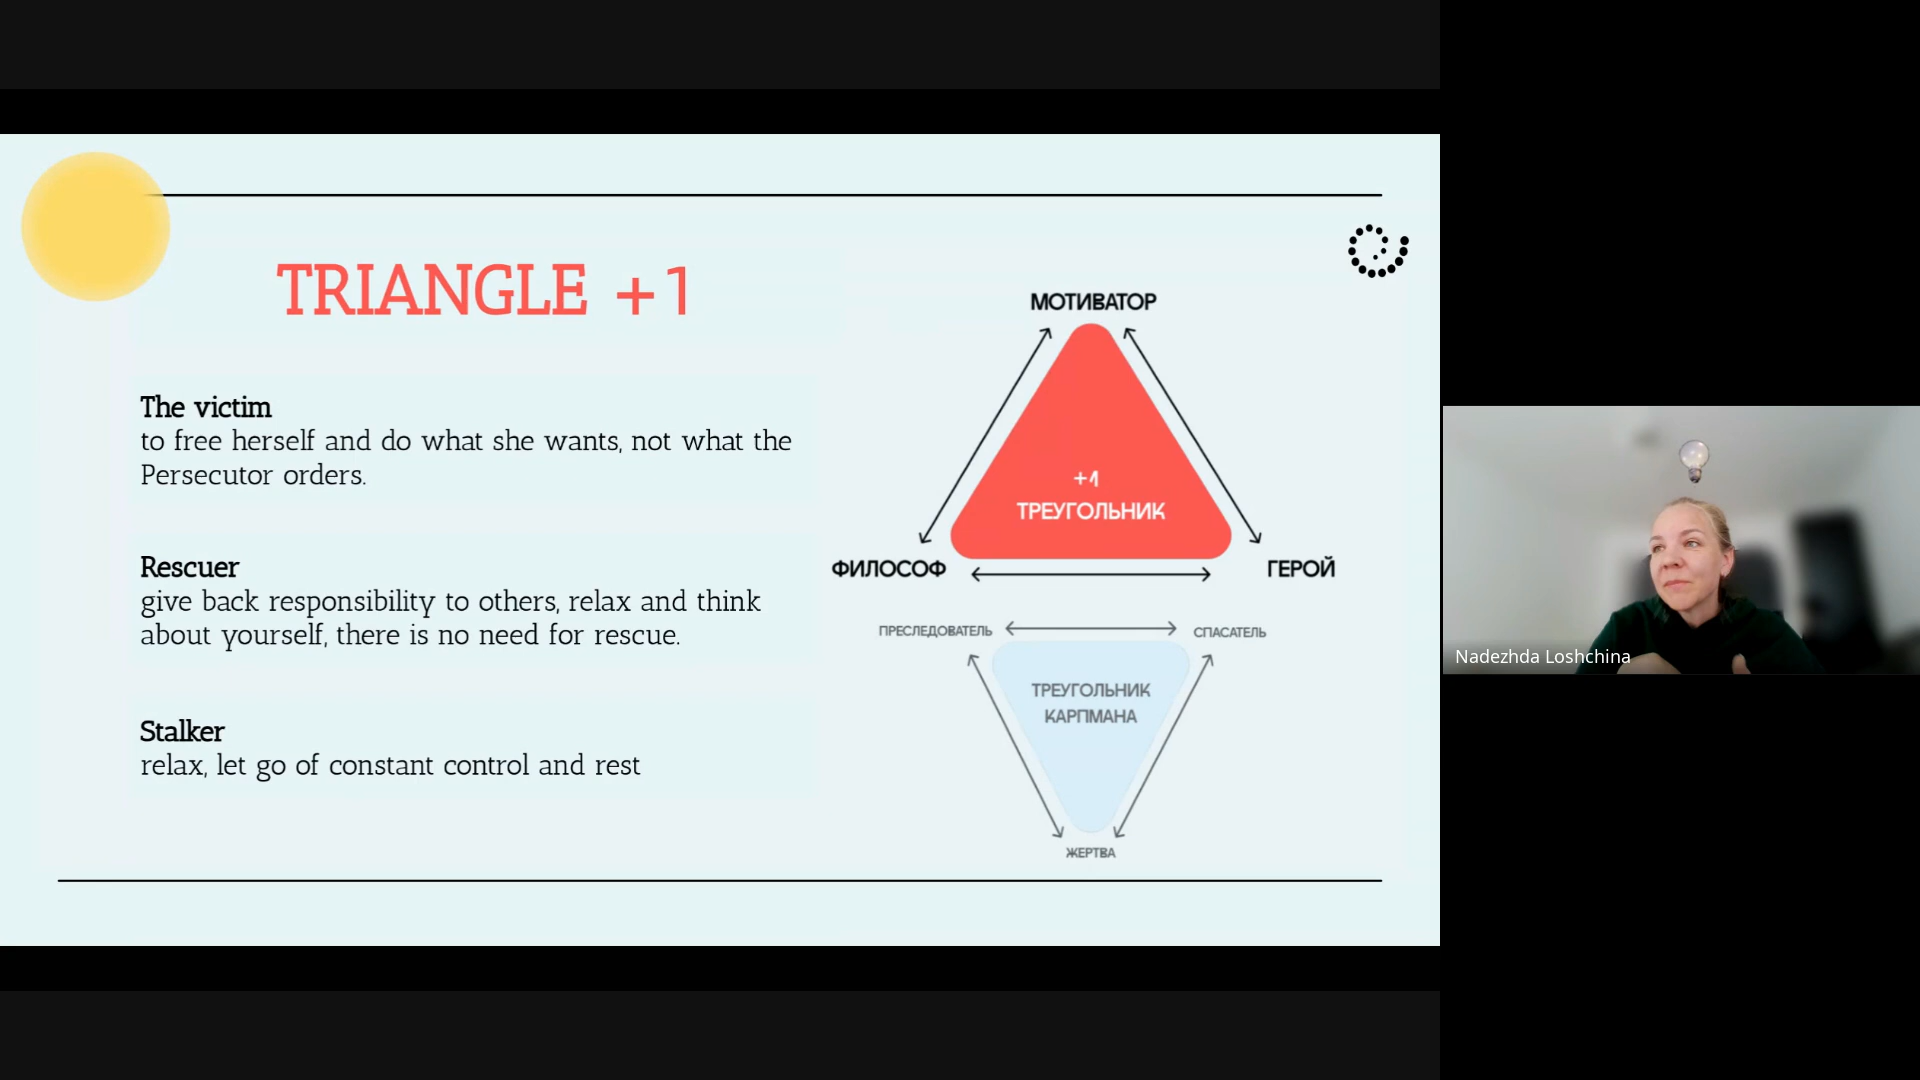 TRIANGLE +1
The victim
to free herself and do what she wants, not what the
Persecutor orders.
Rescuer
give back responsibility to others, relax and think
about yourself, there is no need for rescue.
Stalker
relax, let go of constant control and rest
МОТИВАТОР
+1
ТРЕУГОЛЬНИК
ФИЛОСОФ
ГЕРОЙ
ПРЕСЛЕДОВАТЕЛЬ
СПАСАТЕЛЬ
ТРЕУГОЛЬНИК
КАРПМАНА
ЖЕРТВА
Nadezhda Loshchina